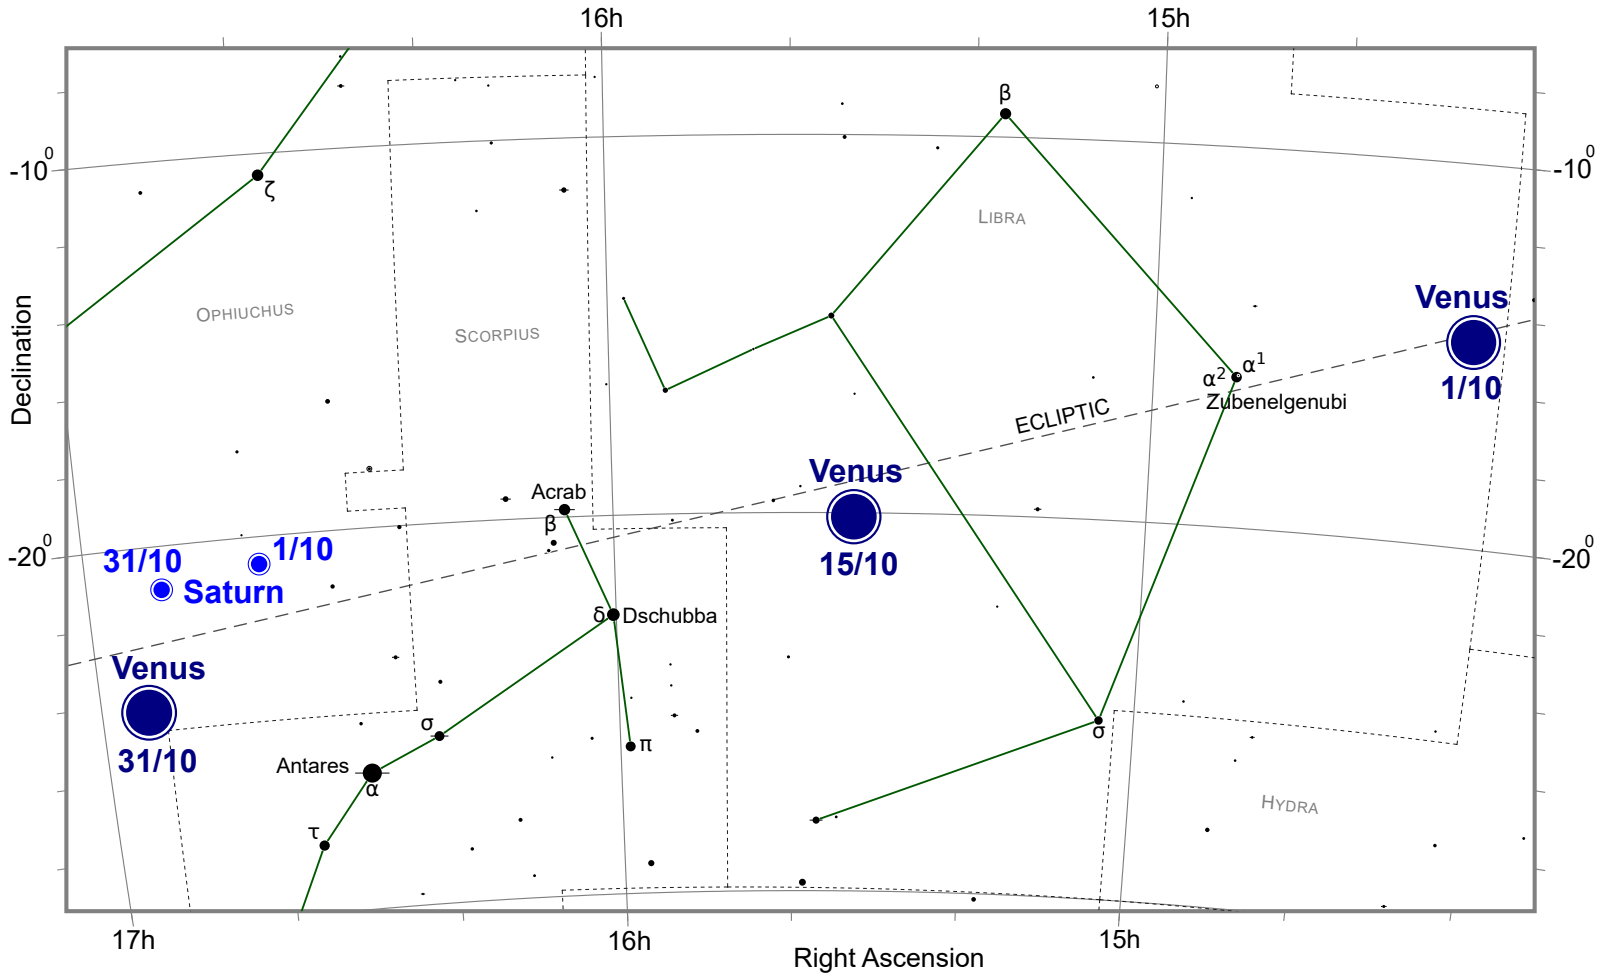 16h
15h
β
-10⁰
-10⁰
ζ
LIBRA
OPHIUCHUS
SCORPIUS
Venus
1/10
α² α¹
Zubenelgenubi
ECLIPTIC
Declination
Venus
15/10
Acrab
β
-20⁰
-20⁰
31/10
1/10
Saturn
δ
Dschubba
Venus
31/10
σ
π
σ
Antares
α
τ
HYDRA
17h
16h
15h
Right Ascension